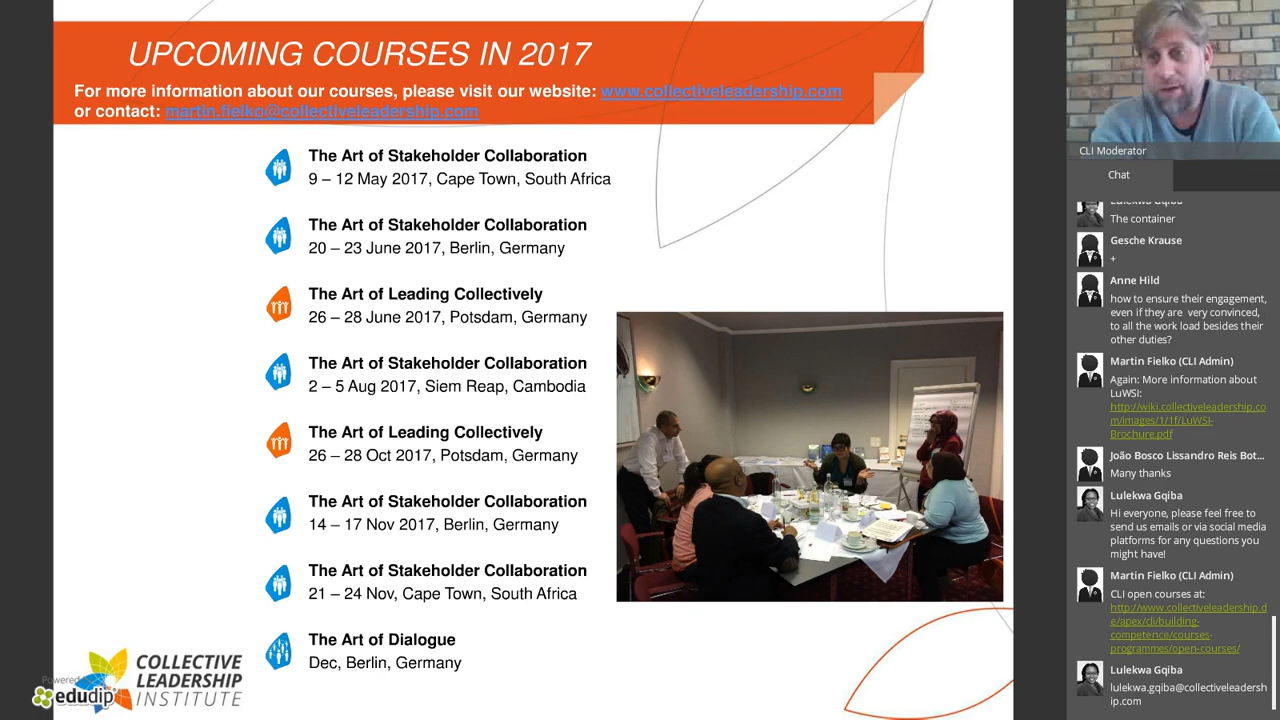 UPCOMING COURSES IN 2017
For more information about our courses, please visit our website: www.collectiveleadership.com
or contact: martin.fielko@collectiveleadership.com
The Art of Stakeholder Collaboration
9 – 12 May 2017, Cape Town, South Africa
The Art of Stakeholder Collaboration
20 – 23 June 2017, Berlin, Germany
The Art of Leading Collectively
26 – 28 June 2017, Potsdam, Germany
The Art of Stakeholder Collaboration
2 – 5 Aug 2017, Siem Reap, Cambodia
The Art of Leading Collectively
26 – 28 Oct 2017, Potsdam, Germany
The Art of Stakeholder Collaboration
14 – 17 Nov 2017, Berlin, Germany
The Art of Stakeholder Collaboration
21 – 24 Nov, Cape Town, South Africa
The Art of Dialogue
Dec, Berlin, Germany
COLLECTIVE
LEADERSHIP
INSTITUTE
Powered
edudip
CLI Moderator
Chat
Lulekwa Gqiba
The container
Gesche Krause
+
Anne Hild
how to ensure their engagement,
even if they are very convinced,
to all the work load besides their
other duties?
Martin Fielko (CLI Admin)
Again: More information about
LuWSI:
http://wiki.collectiveleadership.co
m/images/1/1f/LuWSI-
Brochure.pdf
João Bosco Lissandro Reis Bot...
Many thanks
Lulekwa Gqiba
Hi everyone, please feel free to
send us emails or via social media
platforms for any questions you
might have!
Martin Fielko (CLI Admin)
CLI open courses at:
http://www.collectiveleadership.d
e/apex/cli/building-
competence/courses-
programmes/open-courses/
Lulekwa Gqiba
lulekwa.gqiba@collectiveleadersh
ip.com